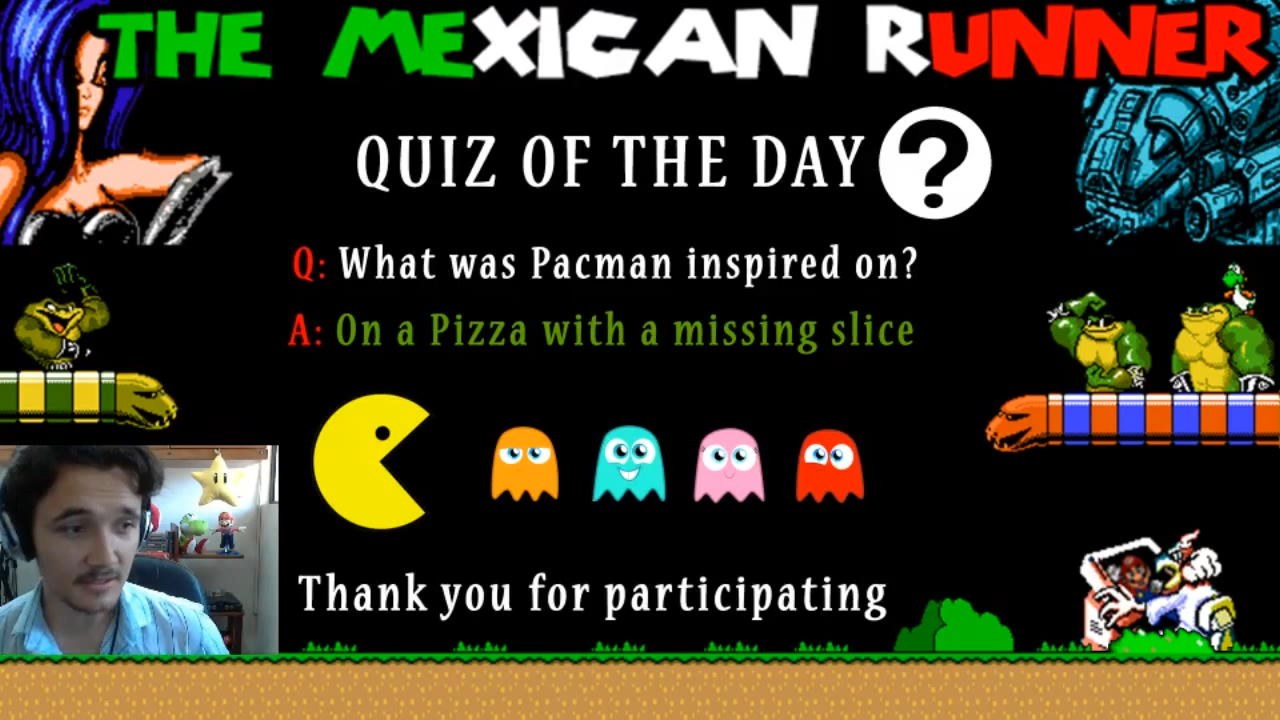 THE MEXICAN RUNNER
QUIZ OF THE DAY ?
Q: What was Pacman inspired on?
A: On a Pizza with a missing slice
Thank you for participating